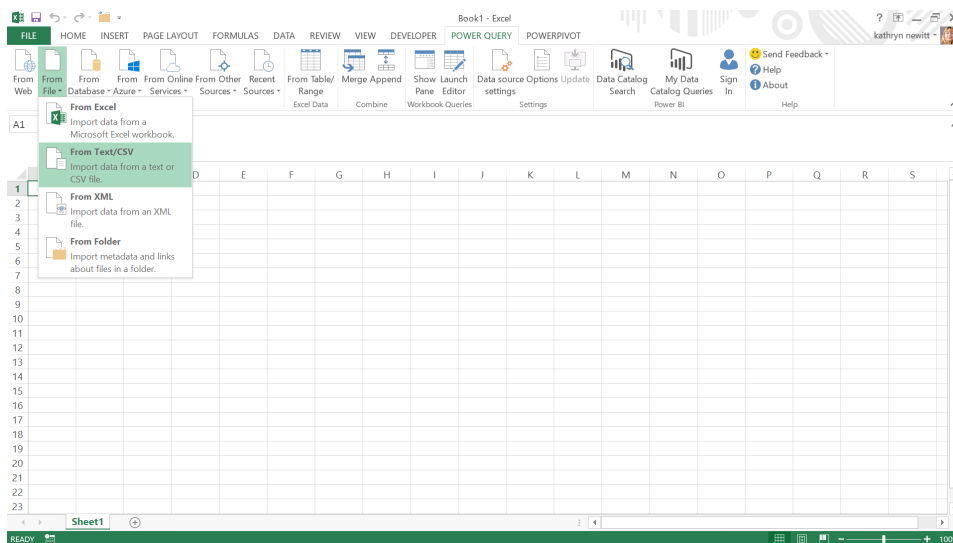 Book1 - Excel
?
FILE HOME INSERT PAGE LAYOUT FORMULAS DATA REVIEW VIEW DEVELOPER POWER QUERY POWERPIVOT
kathryn newitt
From Web
From File
From Database
From Azure
From Online Services
From Other Sources
Recent Sources
From Table/ Range
Merge Append
Show Pane
Launch Editor
Data source settings
Options Update
Data Catalog Search
My Data Catalog Queries
Sign In
Send Feedback
? Help
i About
Excel Data Combine Workbook Queries Settings Power BI Help
A1
From Excel
Import data from a
Microsoft Excel workbook.
From Text/CSV
Import data from a text or
CSV file.
From XML
Import data from an XML
file.
From Folder
Import metadata and links
about files in a folder.
D E F G H I J K L M N O P Q R S
1
2
3
4
5
6
7
8
9
10
11
12
13
14
15
16
17
18
19
20
21
22
23
Sheet1
READY
100